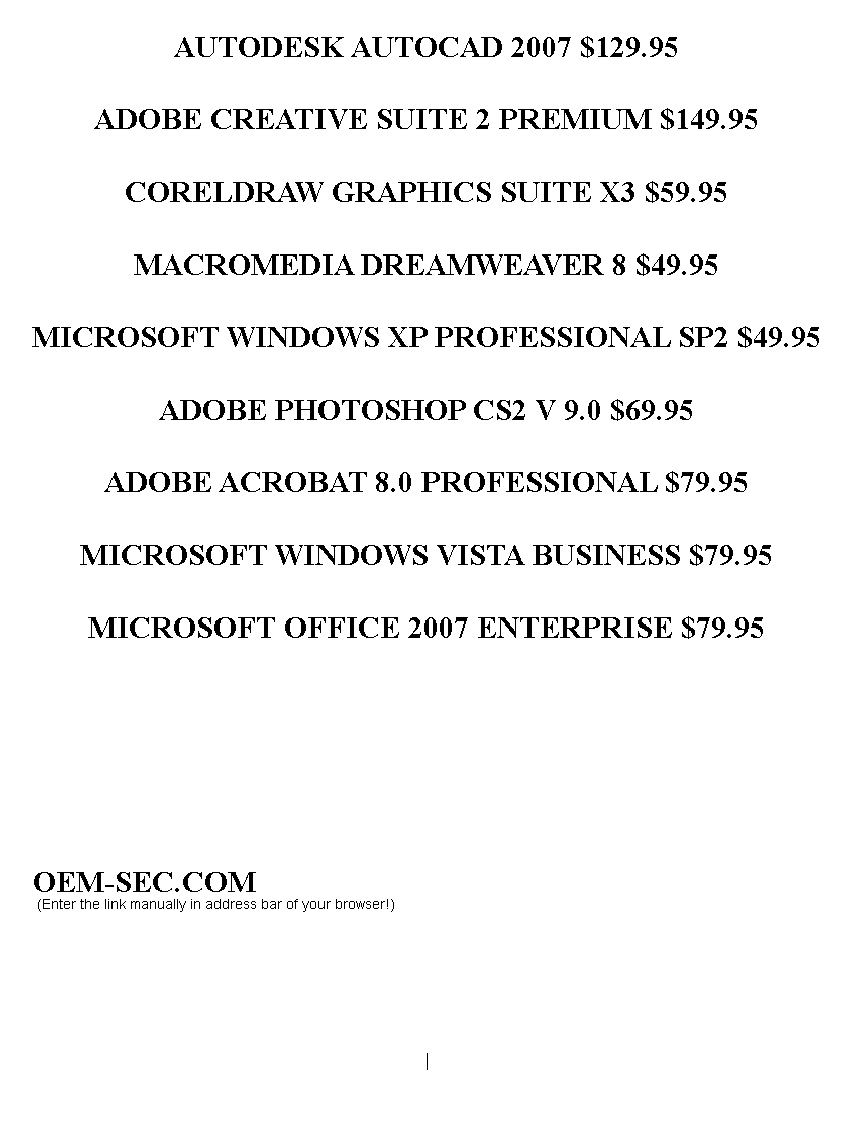 AUTODESK AUTOCAD 2007 $129.95
ADOBE CREATIVE SUITE 2 PREMIUM $149.95
CORELDRAW GRAPHICS SUITE X3 $59.95
MACROMEDIA DREAMWEAVER 8 $49.95
MICROSOFT WINDOWS XP PROFESSIONAL SP2 $49.95
ADOBE PHOTOSHOP CS2 V 9.0 $69.95
ADOBE ACROBAT 8.0 PROFESSIONAL $79.95
MICROSOFT WINDOWS VISTA BUSINESS $79.95
MICROSOFT OFFICE 2007 ENTERPRISE $79.95
OEM-SEC.COM
(Enter the link manually in address bar of your browser!)
|